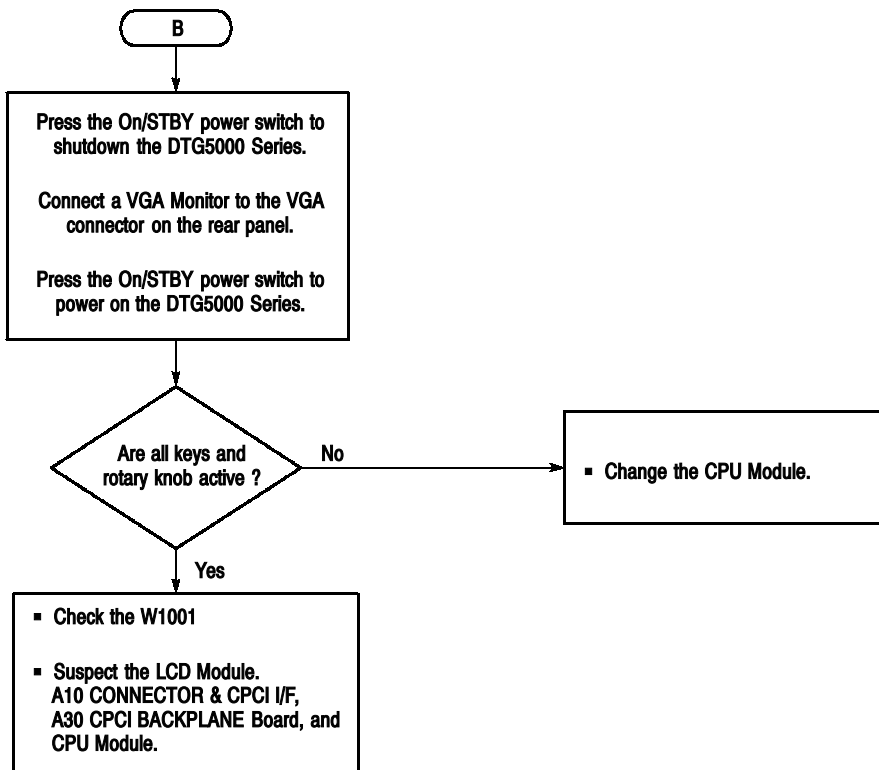 B
Press the On/STBY power switch to
shutdown the DTG5000 Series.
Connect a VGA Monitor to the VGA
connector on the rear panel.
Press the On/STBY power switch to
power on the DTG5000 Series.
Are all keys and
rotary knob active ?
No
▪ Change the CPU Module.
Yes
▪ Check the W1001
▪ Suspect the LCD Module.
A10 CONNECTOR & CPCI I/F,
A30 CPCI BACKPLANE Board, and
CPU Module.